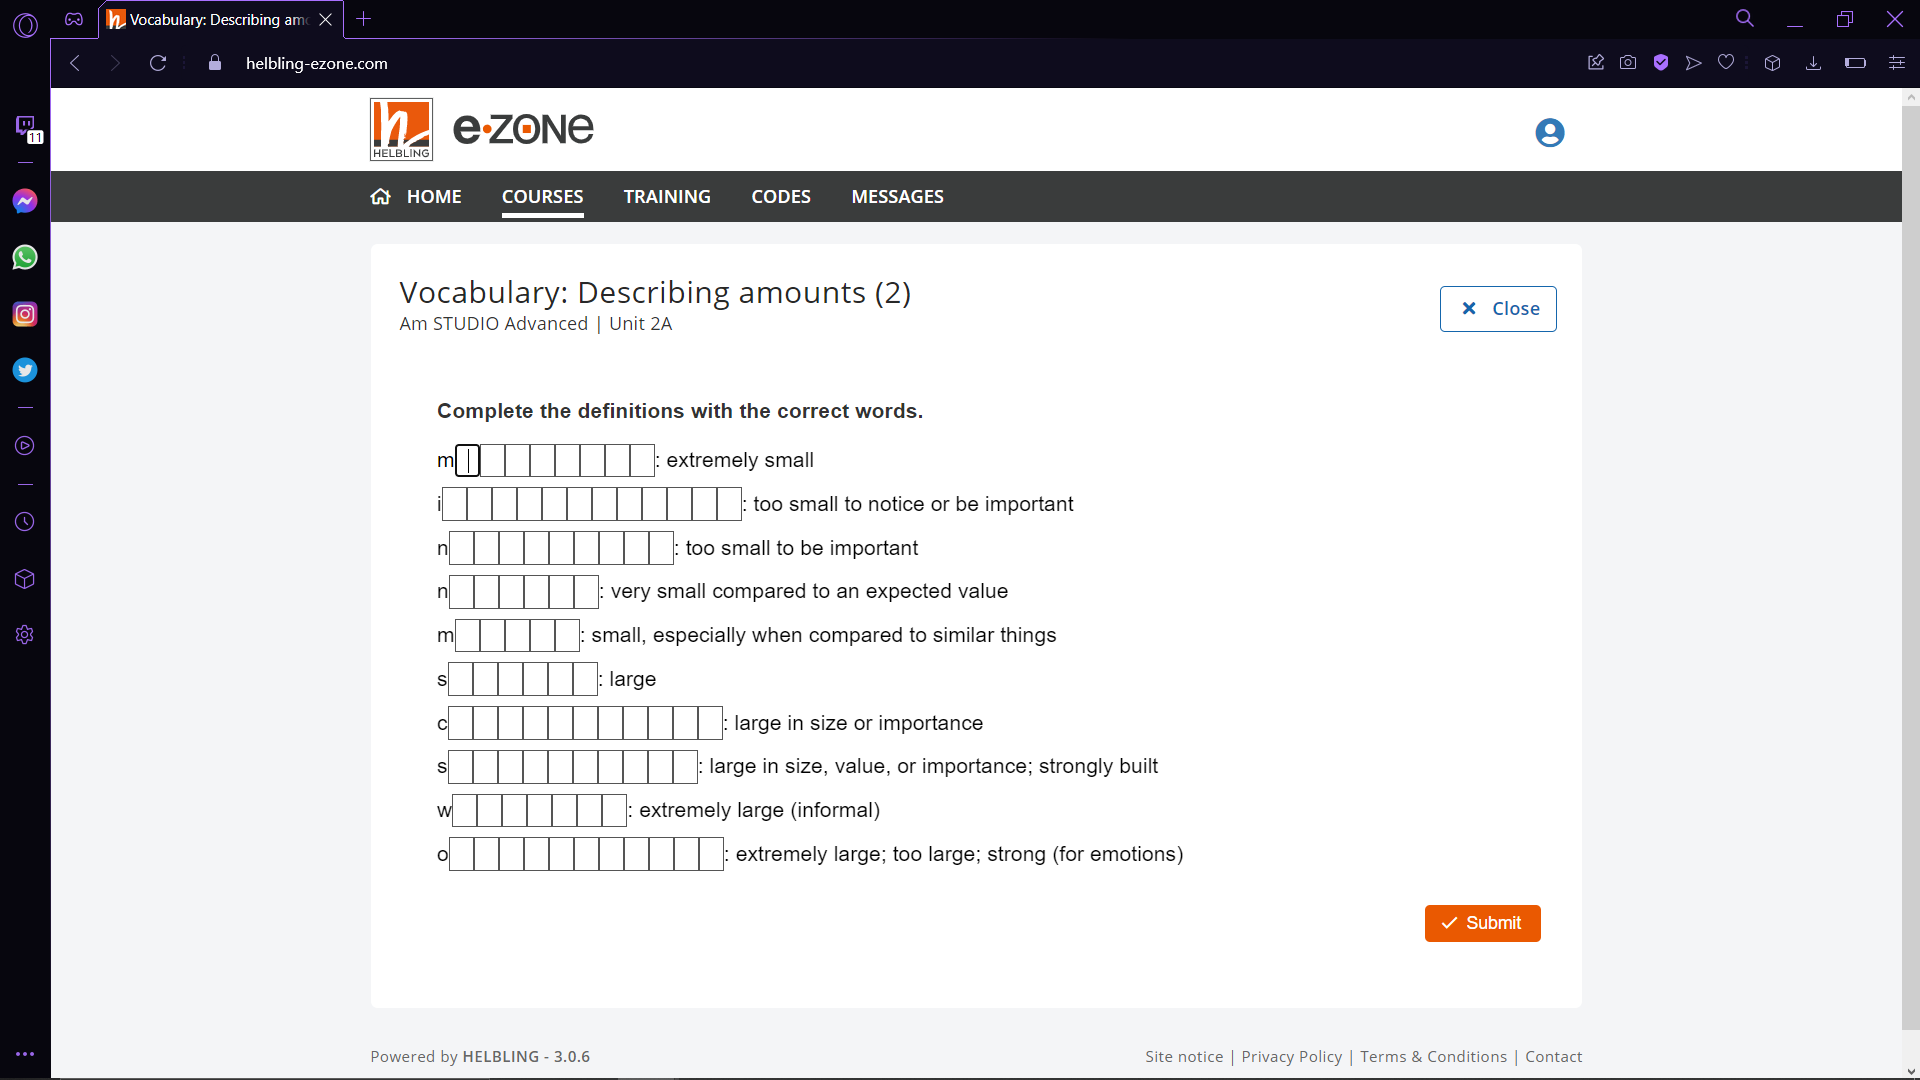 Vocabulary: Describing am
helbling-ezone.com
11
HELBLING
e·ZONe
HOME
COURSES
TRAINING
CODES
MESSAGES
Vocabulary: Describing amounts (2)
Am STUDIO Advanced | Unit 2A
Close
Complete the definitions with the correct words.
m : extremely small
i : too small to notice or be important
n : too small to be important
n : very small compared to an expected value
m : small, especially when compared to similar things
s : large
c : large in size or importance
s : large in size, value, or importance; strongly built
w : extremely large (informal)
o : extremely large; too large; strong (for emotions)
Submit
Powered by HELBLING - 3.0.6
Site notice | Privacy Policy | Terms & Conditions | Contact